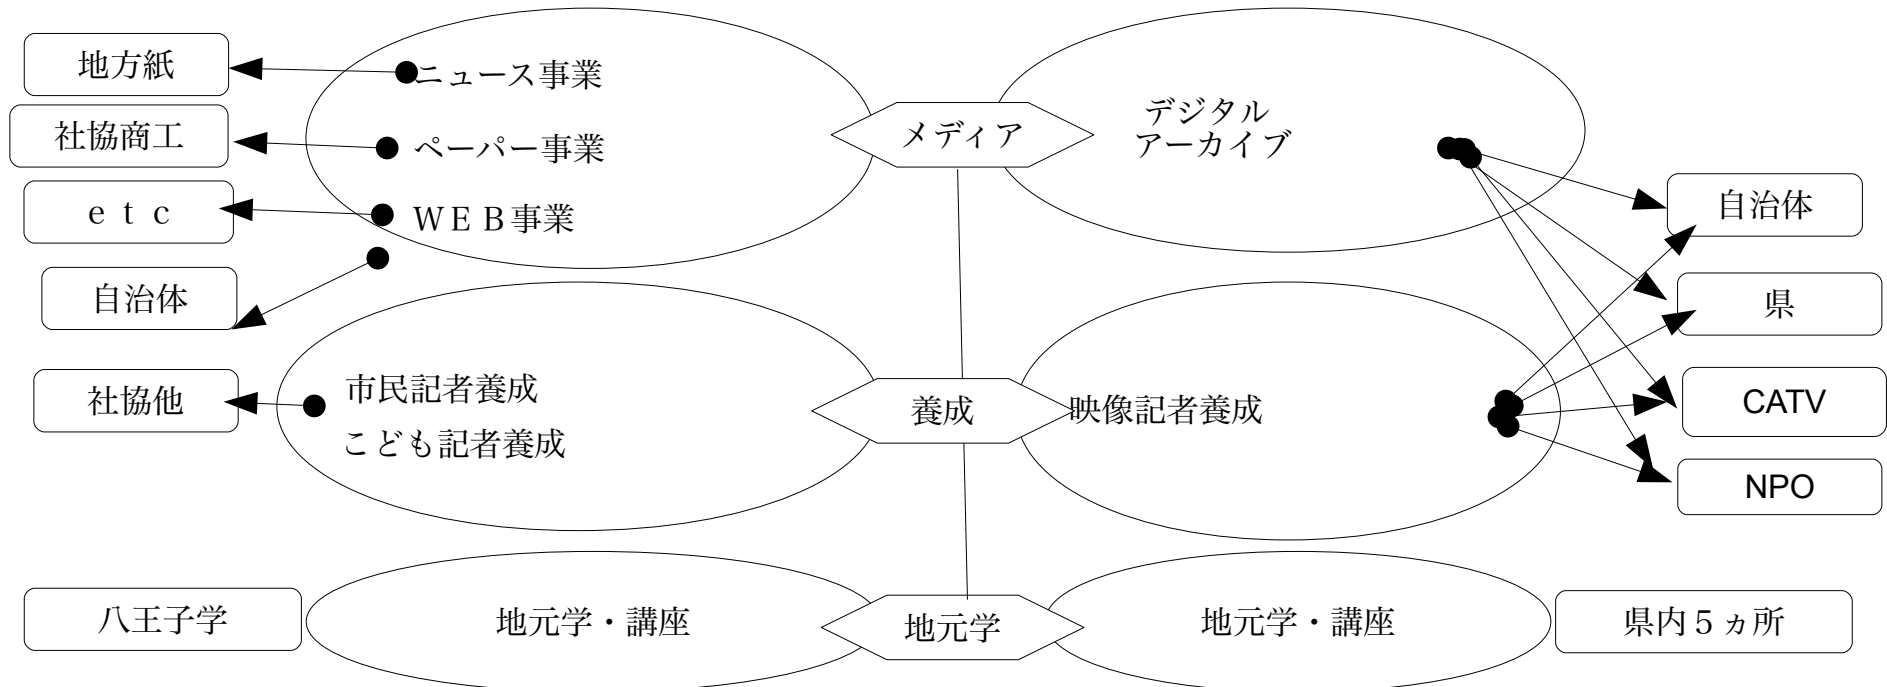 地方紙
ニュース事業
社協商工
ペーパー事業
ｅｔｃ
ＷＥＢ事業
自治体
メディア
デジタル
アーカイブ
自治体
県
CATV
NPO
社協他
市民記者養成
こども記者養成
養成
映像記者養成
八王子学
地元学・講座
地元学
地元学・講座
県内５ヵ所